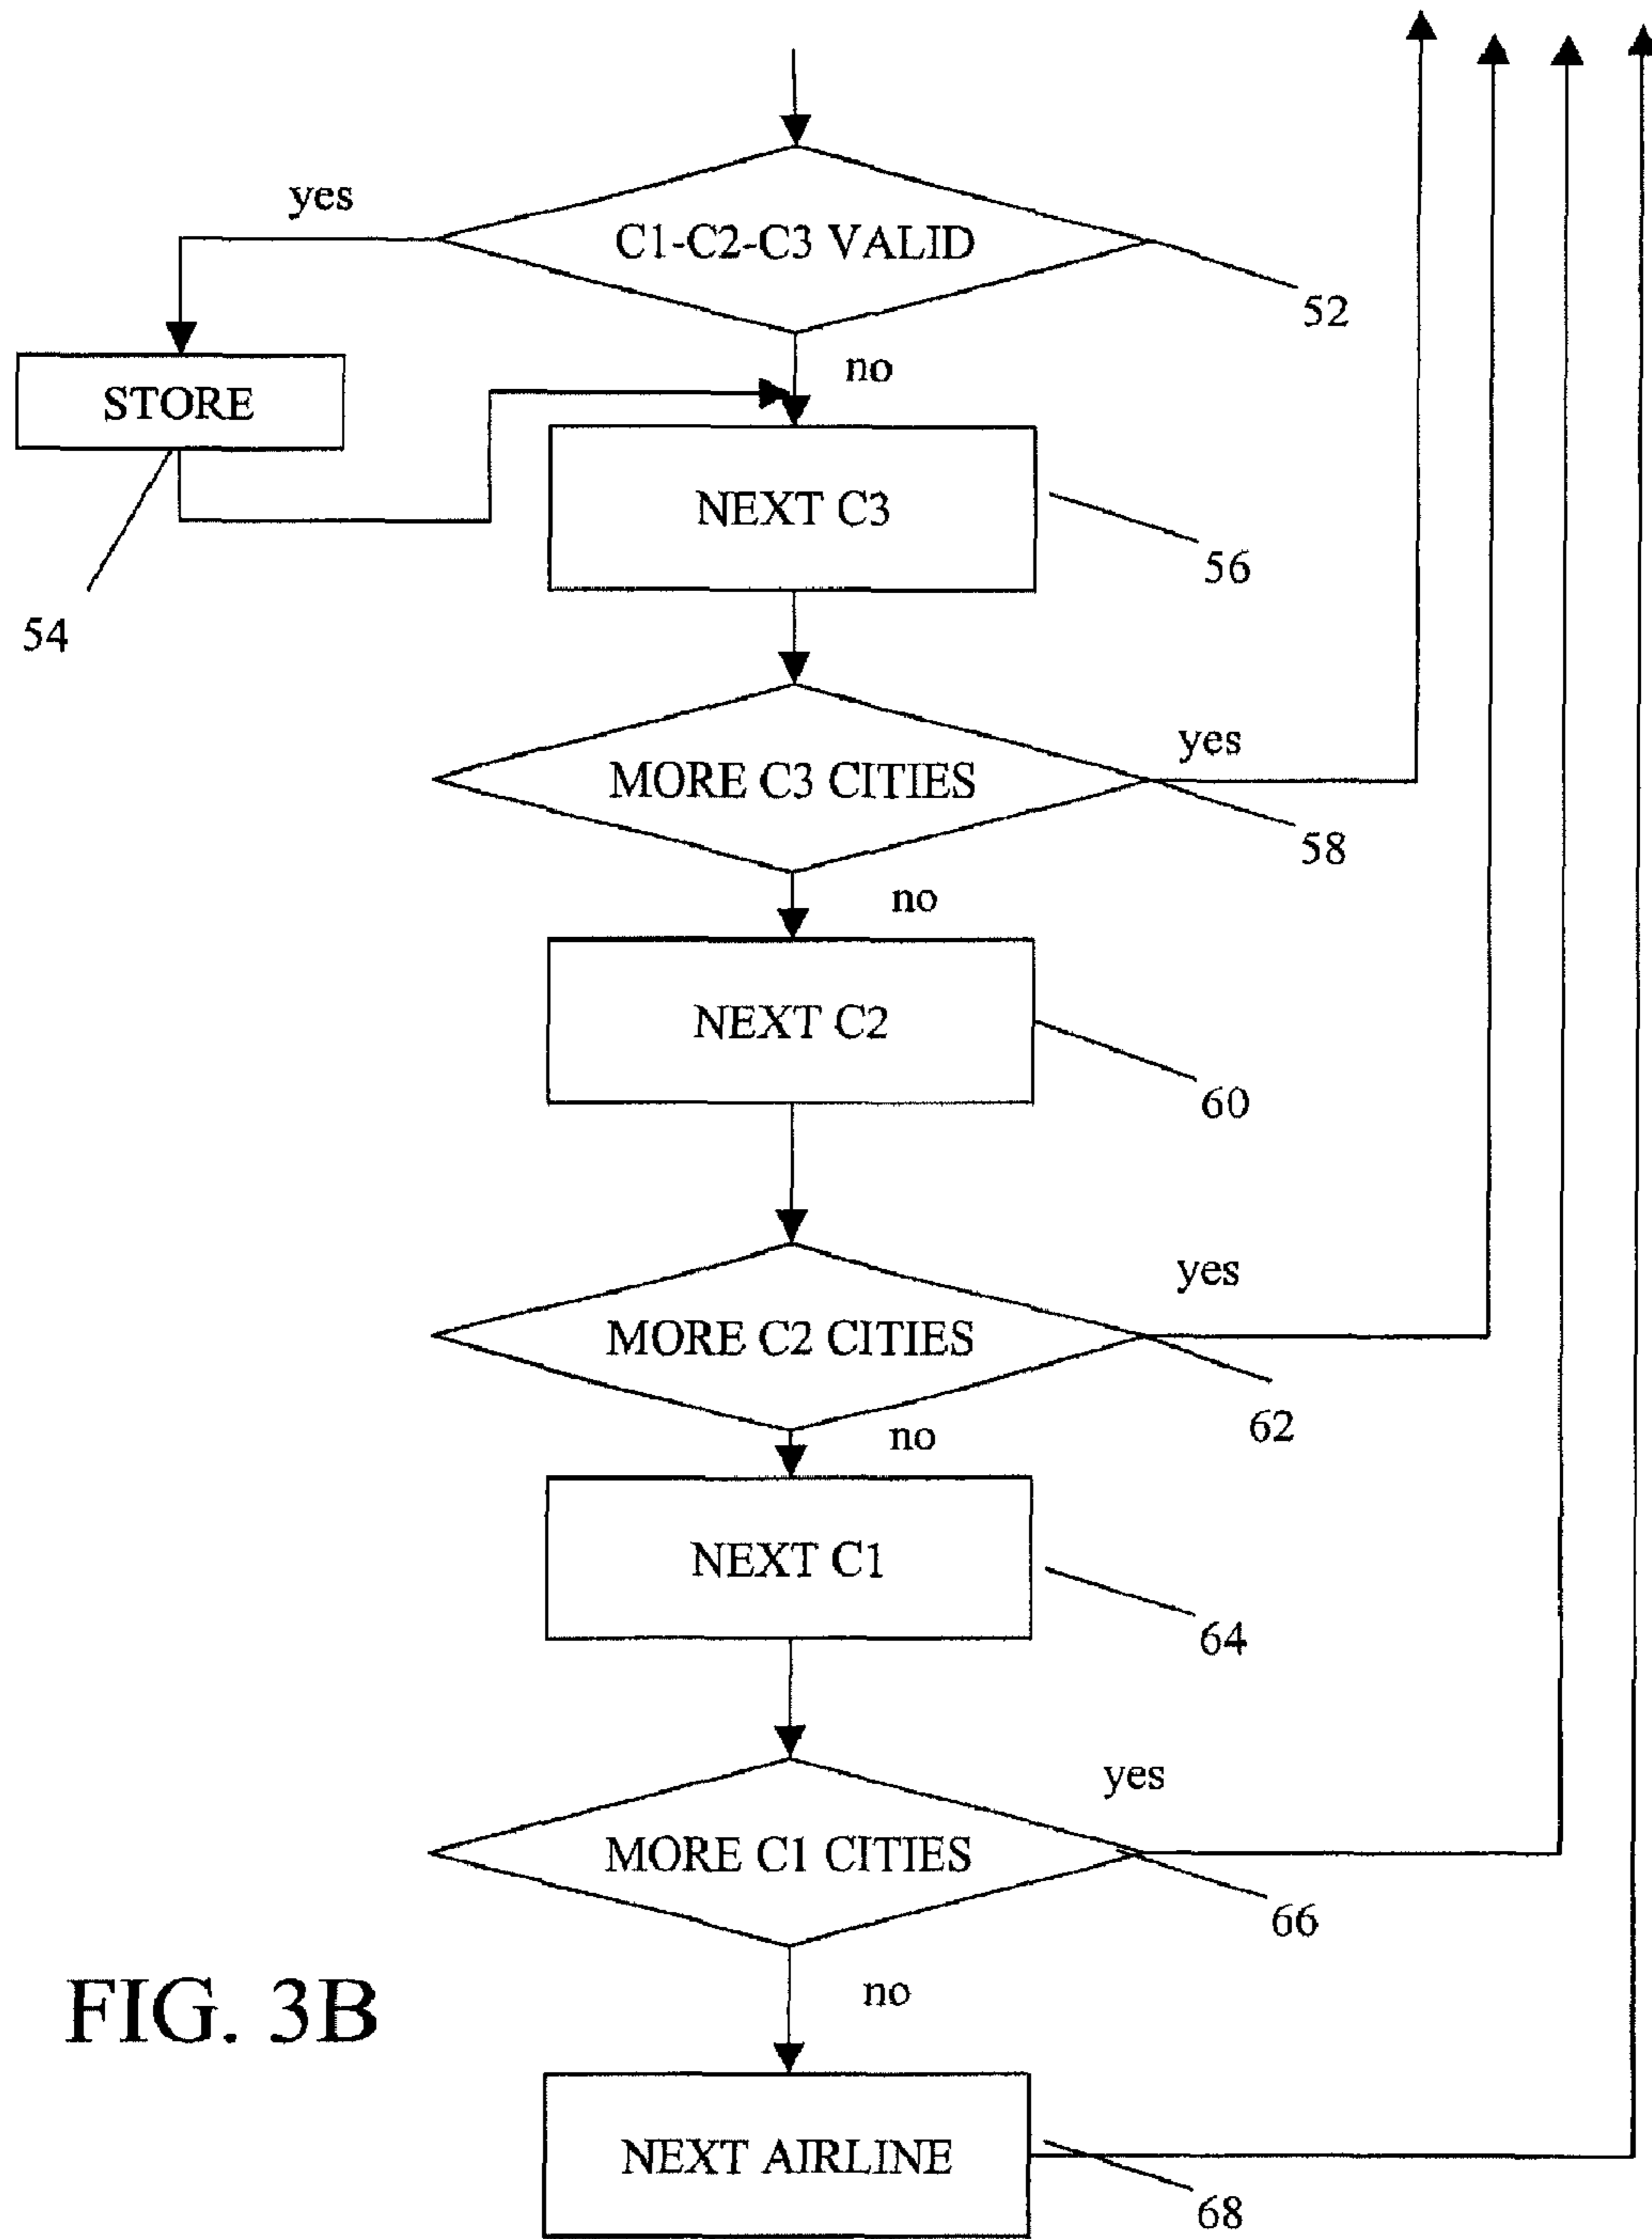 yes
C1-C2-C3 VALID
52
no
STORE
NEXT C3
56
54
yes
MORE C3 CITIES
58
no
NEXT C2
60
yes
MORE C2 CITIES
62
no
NEXT C1
64
yes
MORE C1 CITIES
66
no
FIG. 3B
NEXT AIRLINE
68